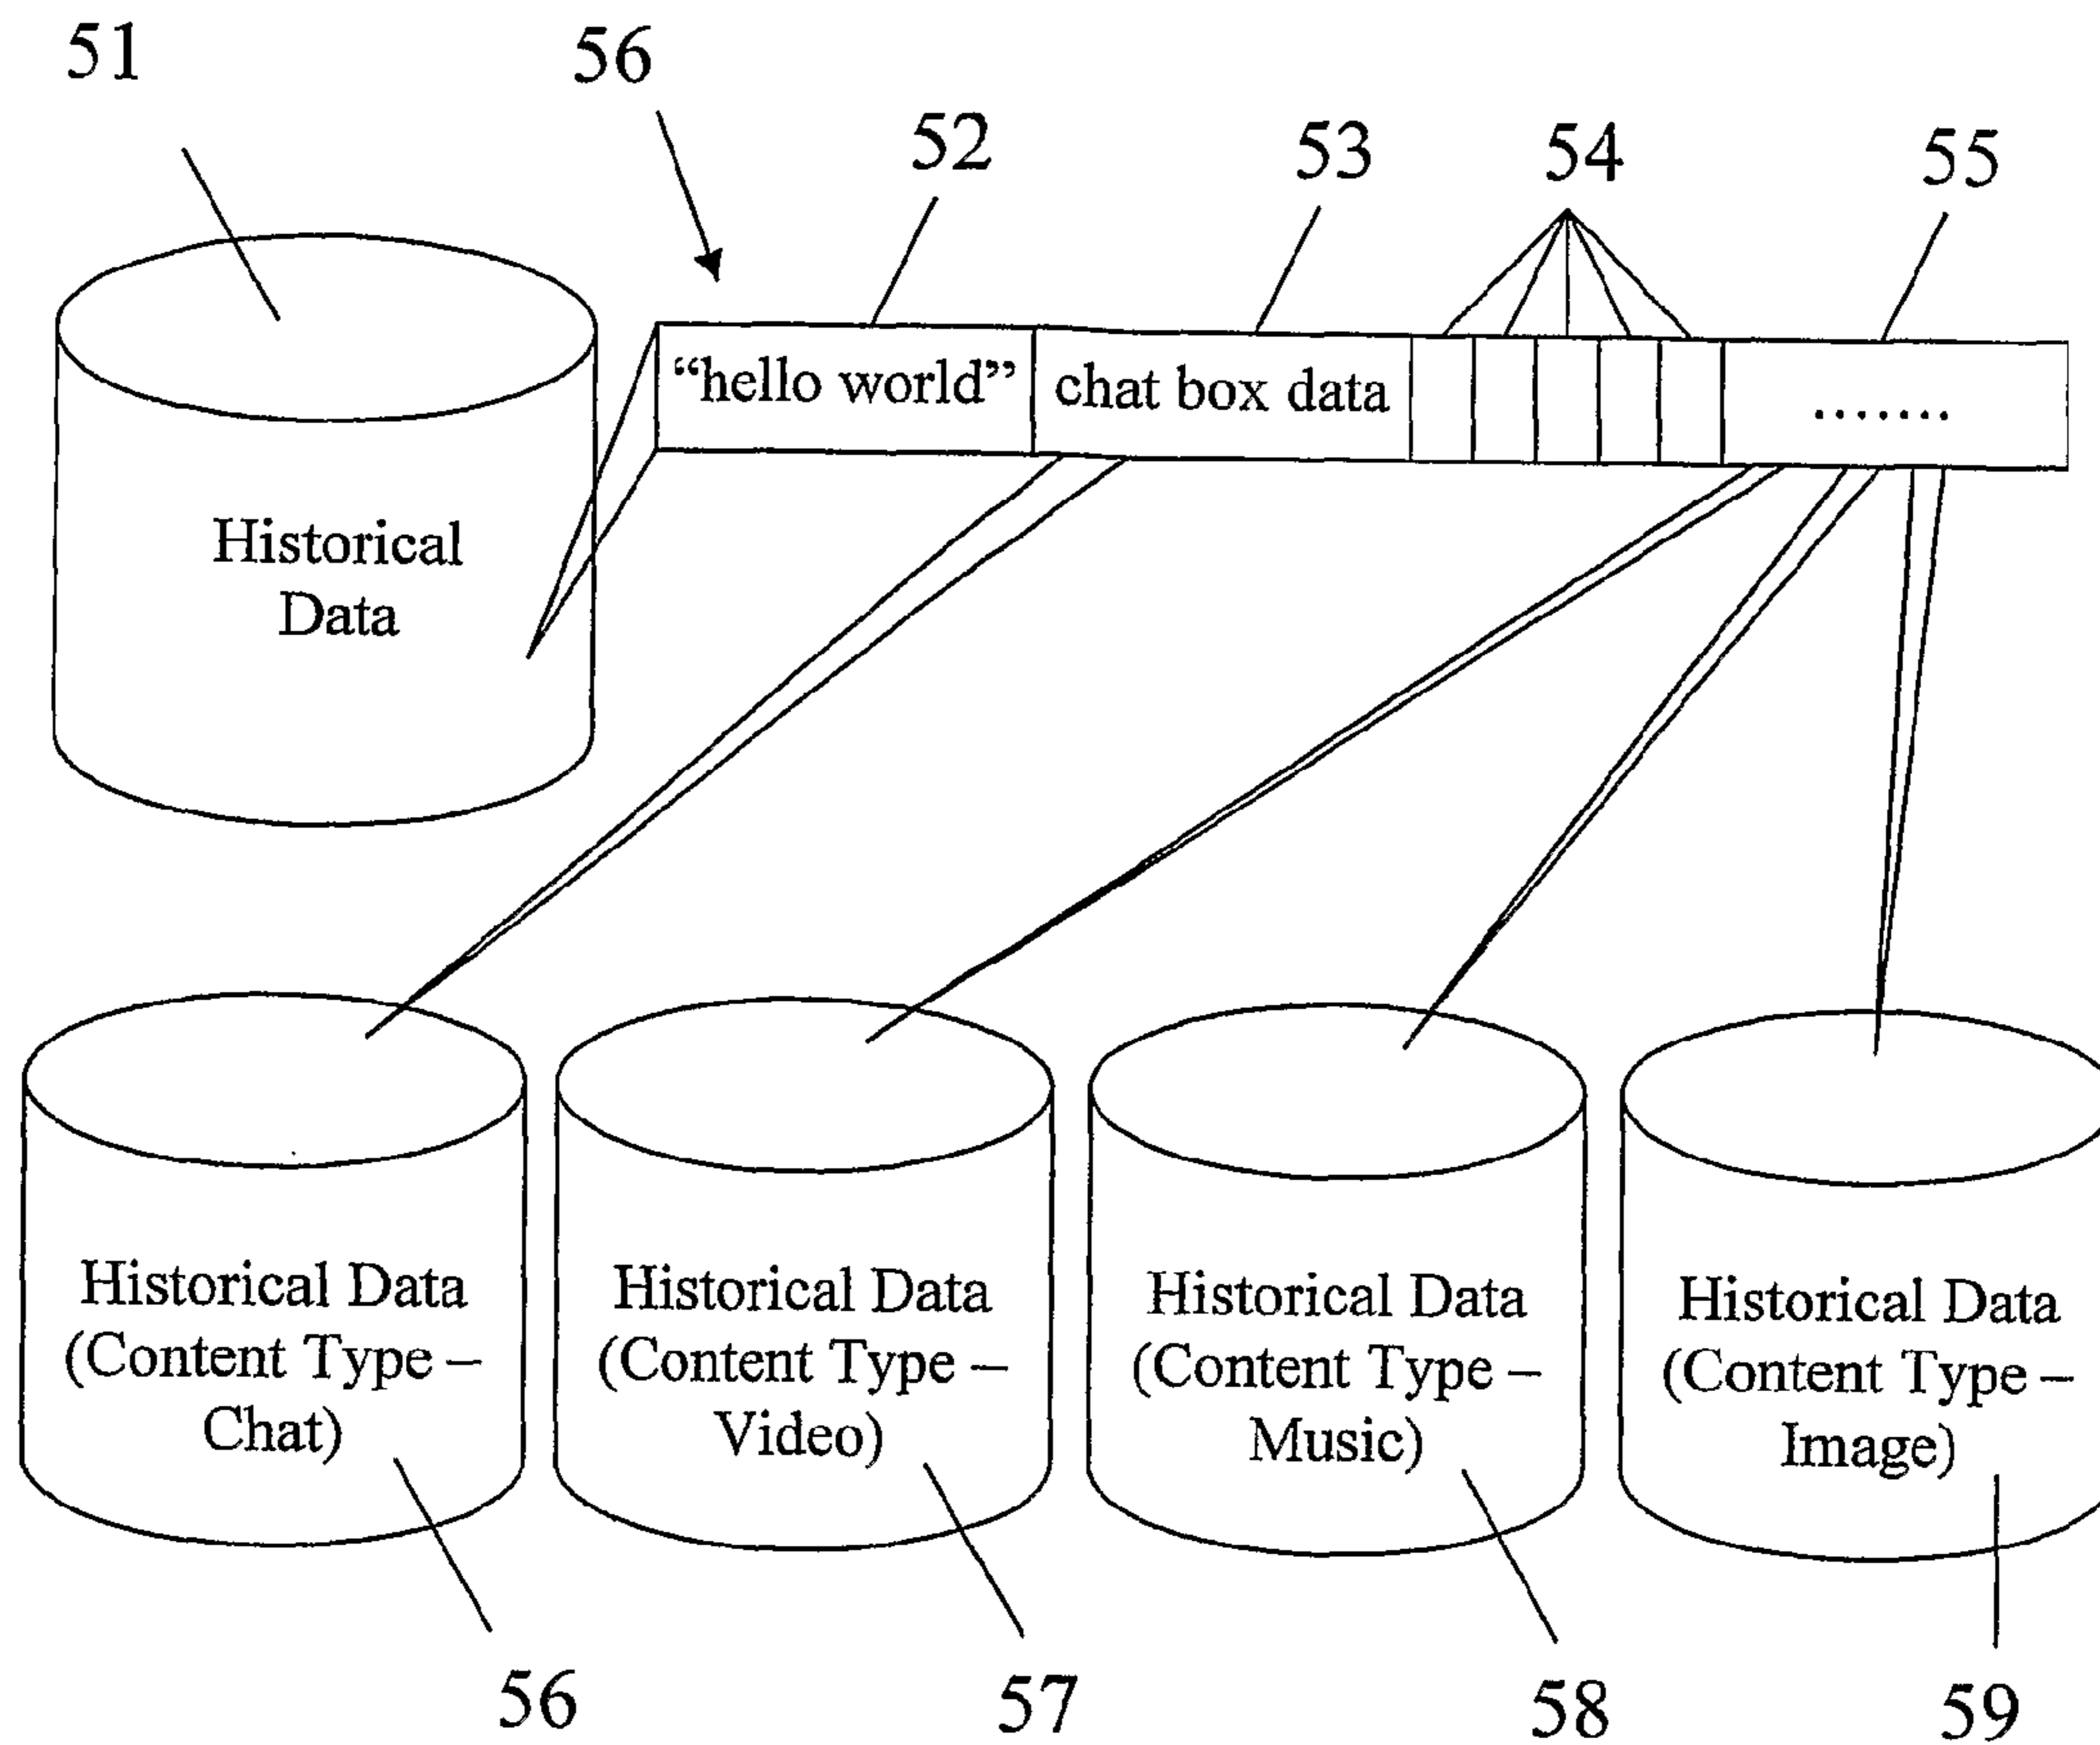 51
56
52
53
54
55
“hello world”
chat box data
.......
Historical
Data
Historical Data
(Content Type –
Chat)
Historical Data
(Content Type –
Video)
Historical Data
(Content Type –
Music)
Historical Data
(Content Type –
Image)
56
57
58
59